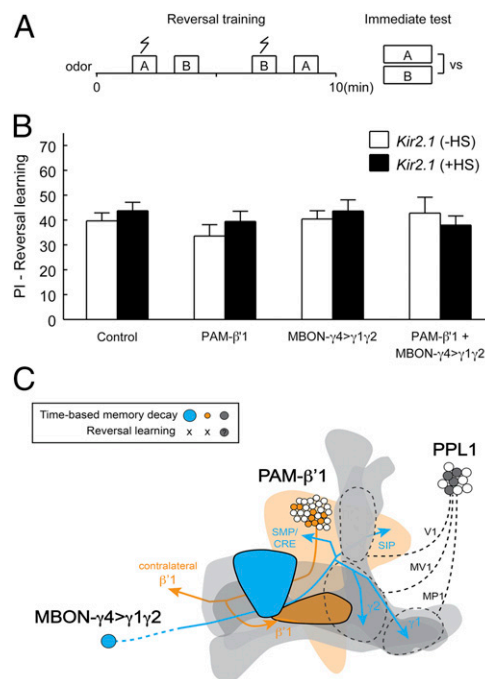 A
Reversal training
Immediate test
odor
A
B
B
A
0
10(min)
A
B
vs
B
Kir2.1 (-HS)
Kir2.1 (+HS)
PI - Reversal learning
70
60
50
40
30
20
10
0
Control
PAM-β'1
MBON-γ4>γ1γ2
PAM-β'1 +
MBON-γ4>γ1γ2
C
Time-based memory decay
Reversal learning x x ?
PPL1
PAM-β'1
SMP/
CRE
SIP
V1
MV1
MP1
contralateral
β'1
γ2
γ1
β'1
MBON-γ4>γ1γ2